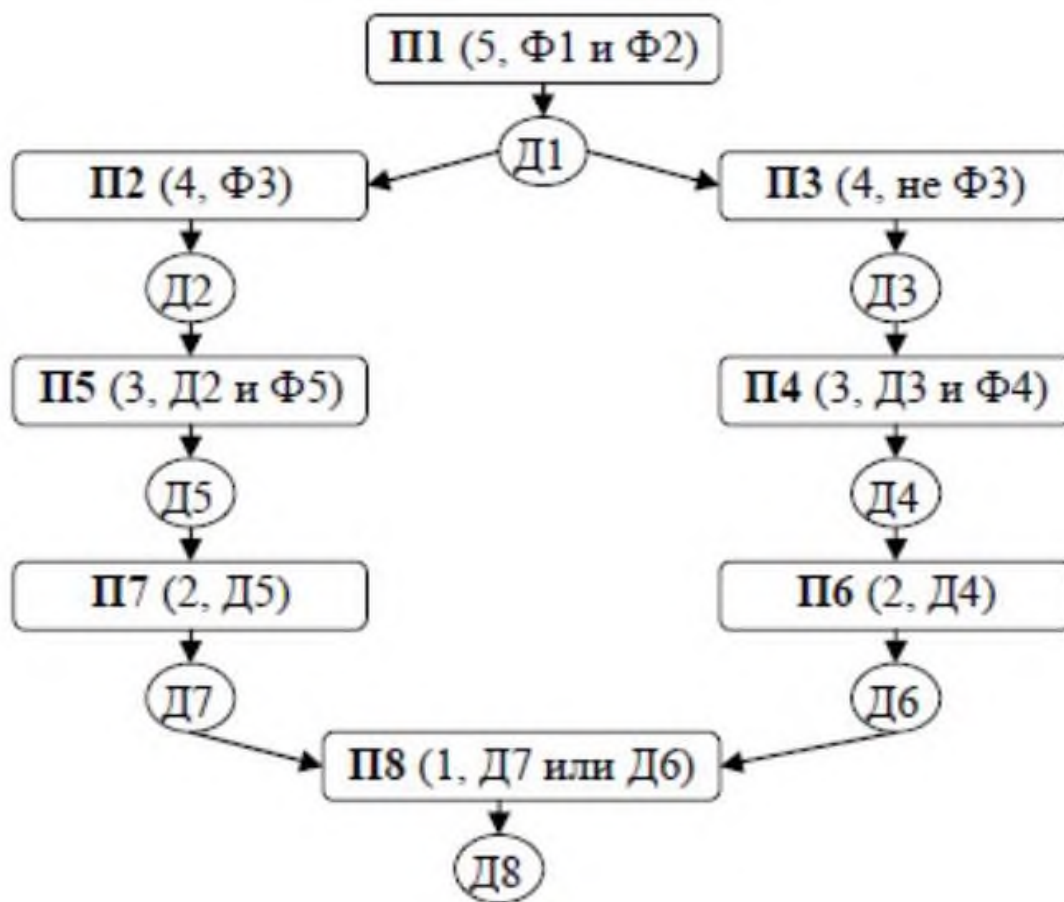 П1 (5, Ф1 и Ф2)
Д1
П2 (4, Ф3)
П3 (4, не Ф3)
Д2
Д3
П5 (3, Д2 и Ф5)
П4 (3, Д3 и Ф4)
Д5
Д4
П7 (2, Д5)
П6 (2, Д4)
Д7
Д6
П8 (1, Д7 или Д6)
Д8